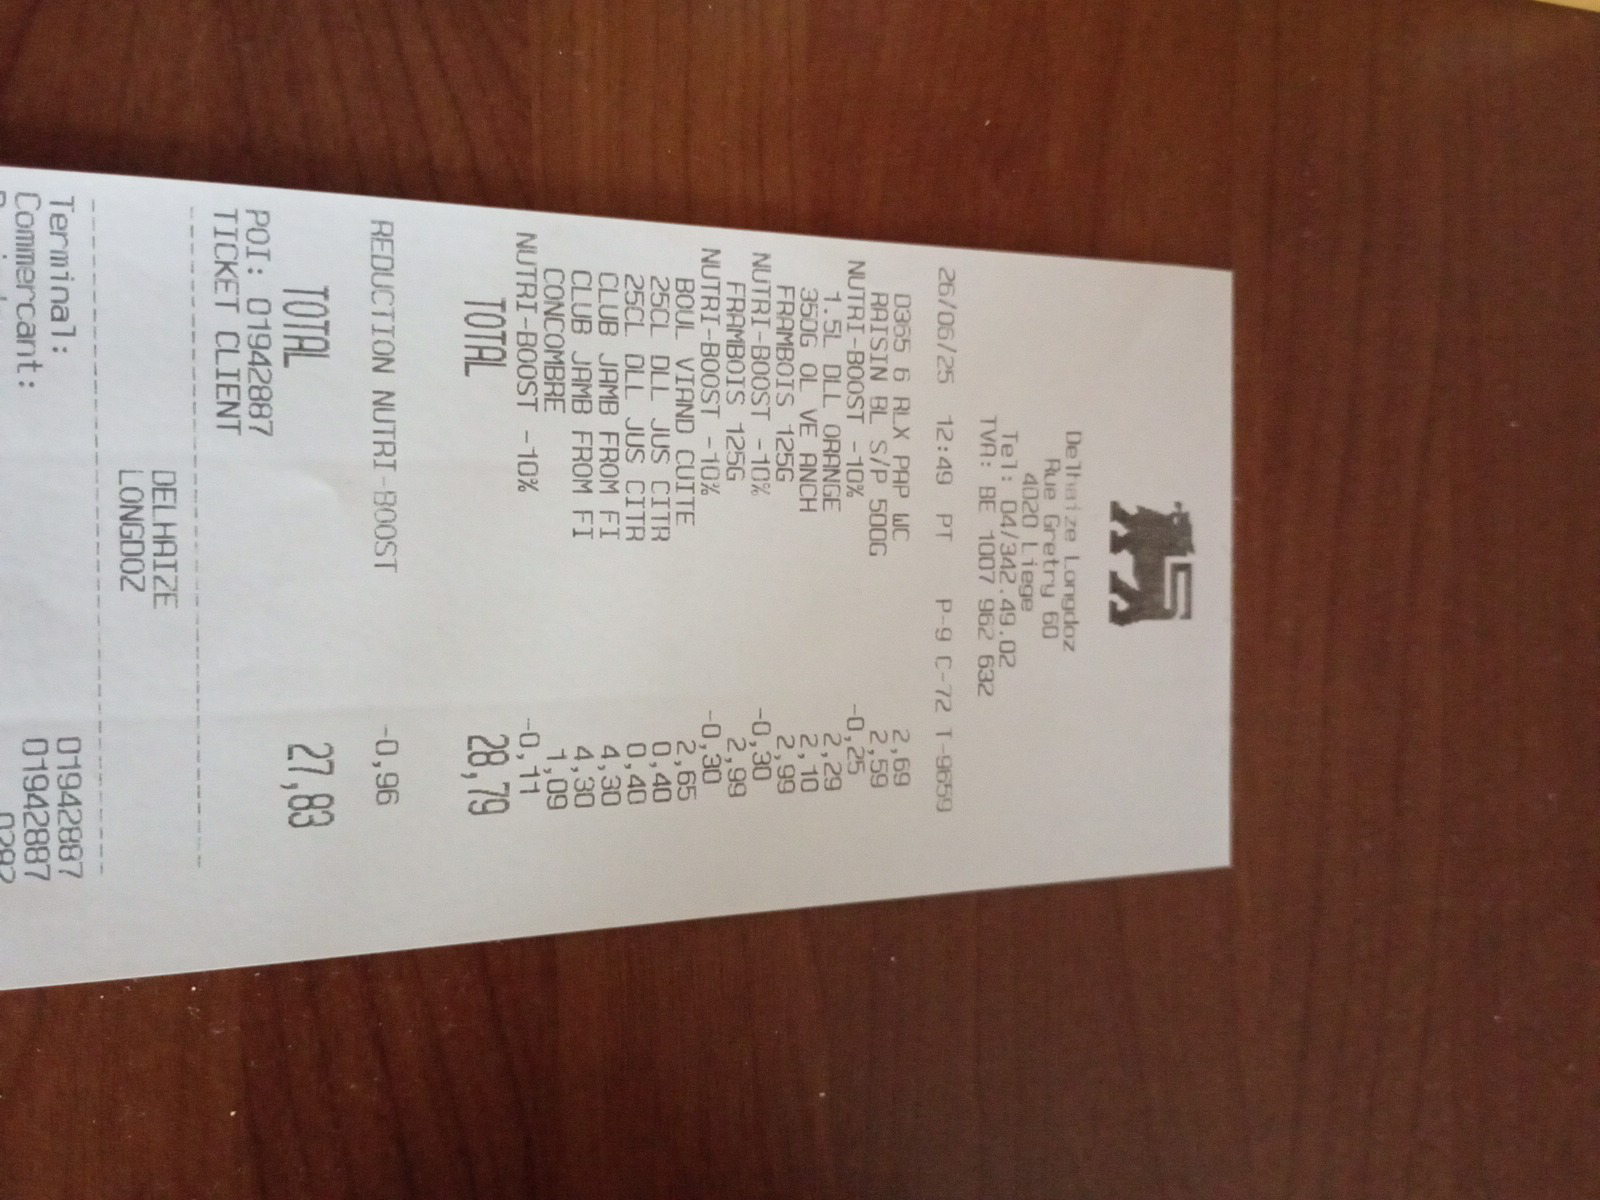 Delhaize Longdoz
Rue Gretry 60
4020 Liege
Tel: 04/342.49.02
TVA: BE 1007 962 632
26/06/25 12:49 PT P-9 C-72 T-9659
D365 6 RLX PAP WC 2,69
RAISIN BL S/P 500G 2,59
NUTRI-BOOST -10% -0,25
1.5L DLL ORANGE 2,29
350G OL VE ANCH 2,10
FRAMBOIS 125G 2,99
NUTRI-BOOST -10% -0,30
FRAMBOIS 125G 2,99
NUTRI-BOOST -10% -0,30
BOUL VIAND CUITE 2,65
25CL DLL JUS CITR 0,40
25CL DLL JUS CITR 0,40
CLUB JAMB FROM FI 4,30
CLUB JAMB FROM FI 4,30
CONCOMBRE 1,09
NUTRI-BOOST -10% -0,11
TOTAL 28,79
REDUCTION NUTRI-BOOST -0,96
TOTAL 27,83
POI: 01942887
TICKET CLIENT
DELHAIZE
LONGDOZ
Terminal: 01942887
Commercant: 01942887